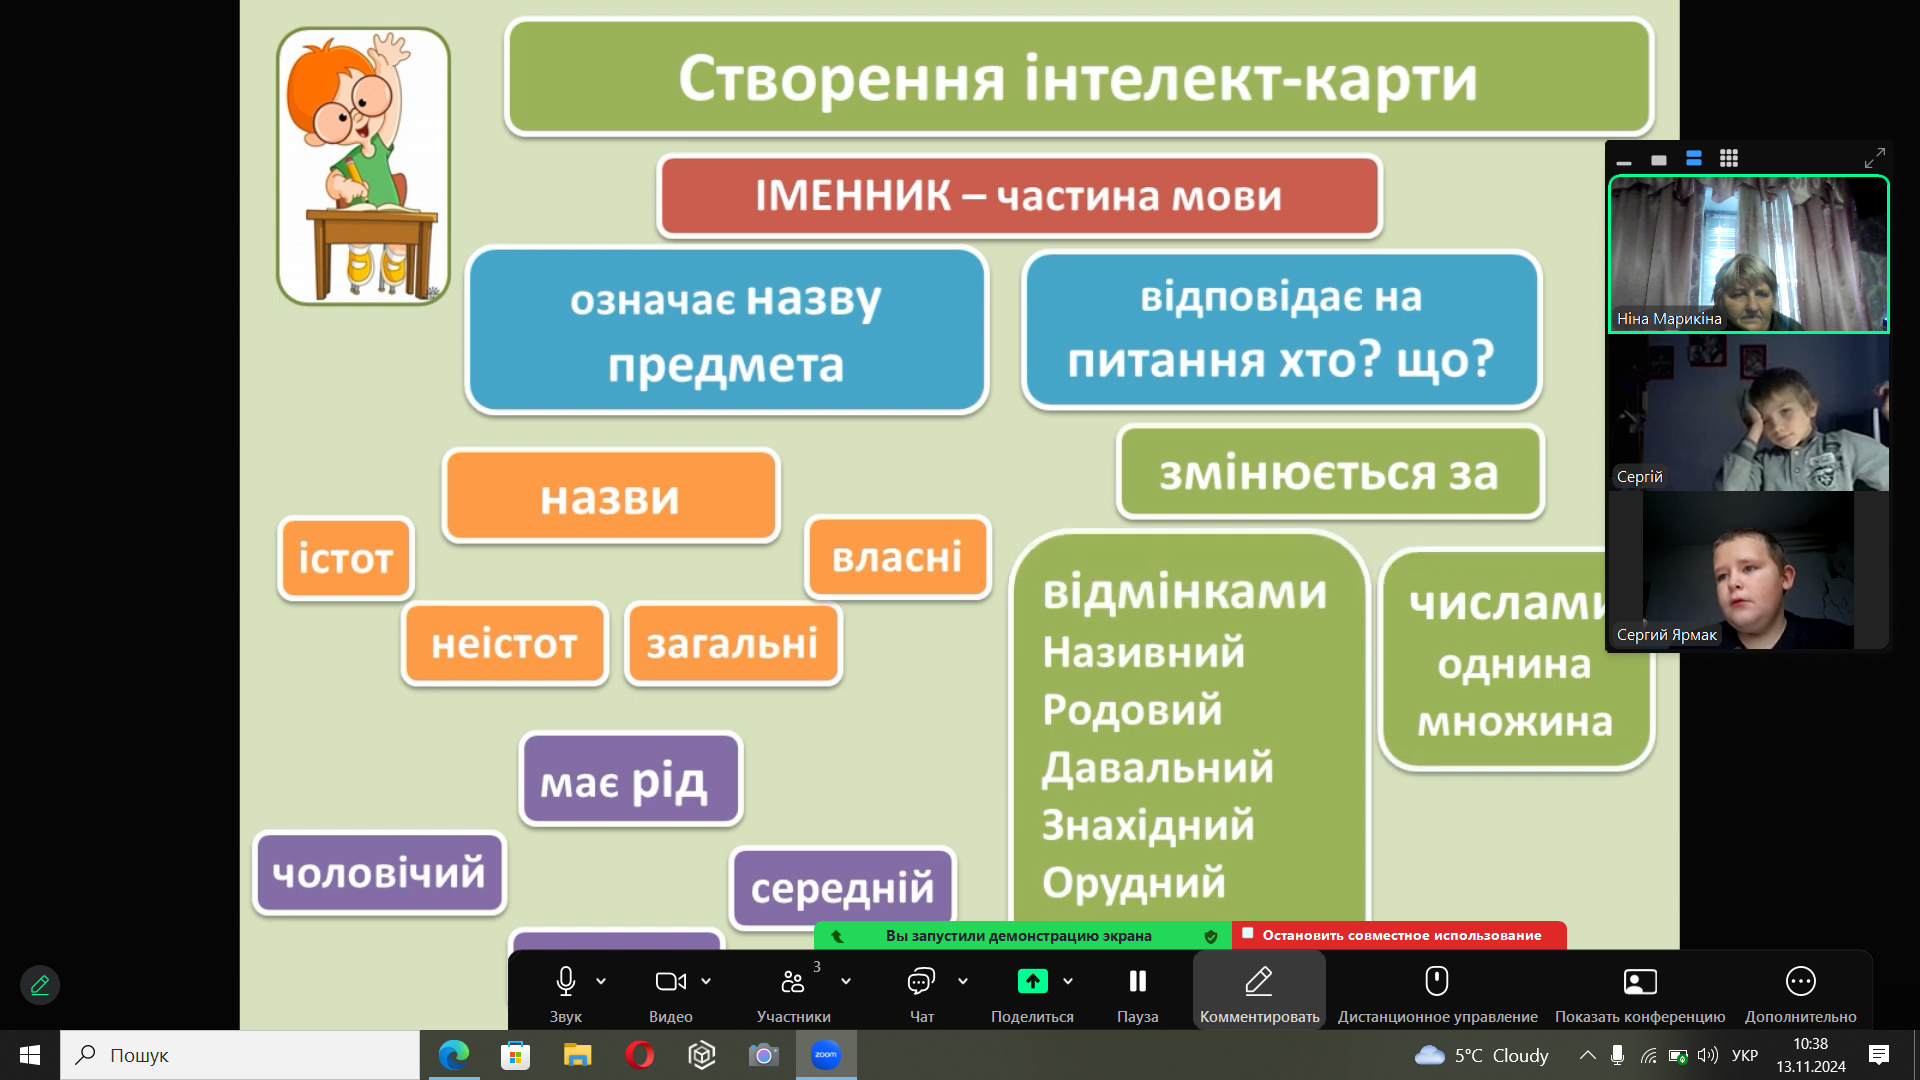 Створення інтелект-карти
ІМЕННИК – частина мови
означає назву
предмета
відповідає на
питання хто? що?
назви
істот
неістот
загальні
власні
змінюється за
відмінками
Називний
Родовий
Давальний
Знахідний
Орудний
числами
однина
множина
має рід
чоловічий
середній
Ніна Марикіна
Сергій
Сергий Ярмак
Вы запустили демонстрацию экрана
Остановить совместное использование
3
Звук
Видео
Участники
Чат
Поделиться
Пауза
Комментировать
Дистанционное управление
Показать конференцию
Дополнительно
Пошук
zoom
5°C Cloudy
УКР
10:38
13.11.2024